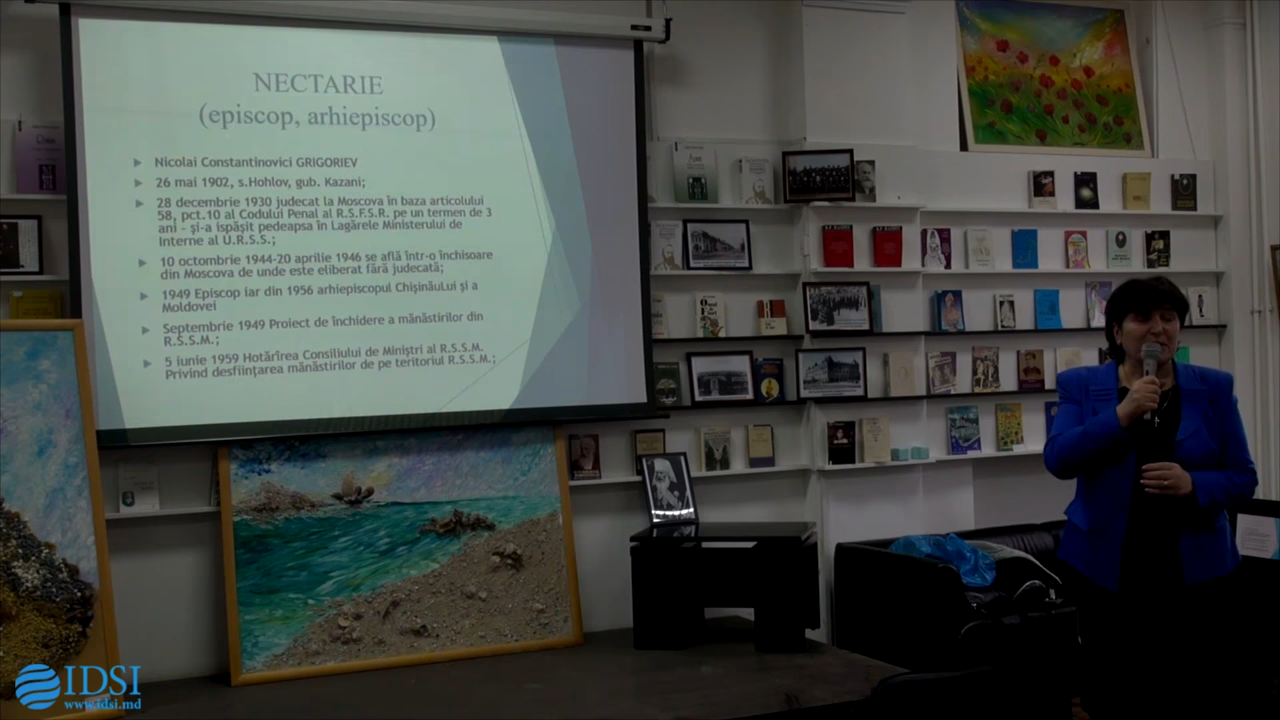 NECTARIE
(episcop, arhiepiscop)
Nicolai Constantinovici GRIGORIEV
26 mai 1902, s.Hohlov, gub. Kazani;
28 decembrie 1930 judecat la Moscova în baza articolului
58, pct.10 al Codului Penal al R.S.F.S.R. pe un termen de 3
ani - şi-a ispăşit pedeapsa în Lagărele Ministerului de
Interne al U.R.S.S.;
10 octombrie 1944-20 aprilie 1946 se află într-o închisoare
din Moscova de unde este eliberat fără judecată;
1949 Episcop iar din 1956 arhiepiscopul ChişinăuLui şi a
Moldovei
Septembrie 1949 Proiect de închidere a mănăstirilor din
R.S.S.M.;
5 iunie 1959 Hotărîrea Consiliului de Miniştri al R.S.S.M.
Privind desfiinţarea mănăstirilor de pe teritoriul R.S.S.M.;
IDSI
www.idsi.md